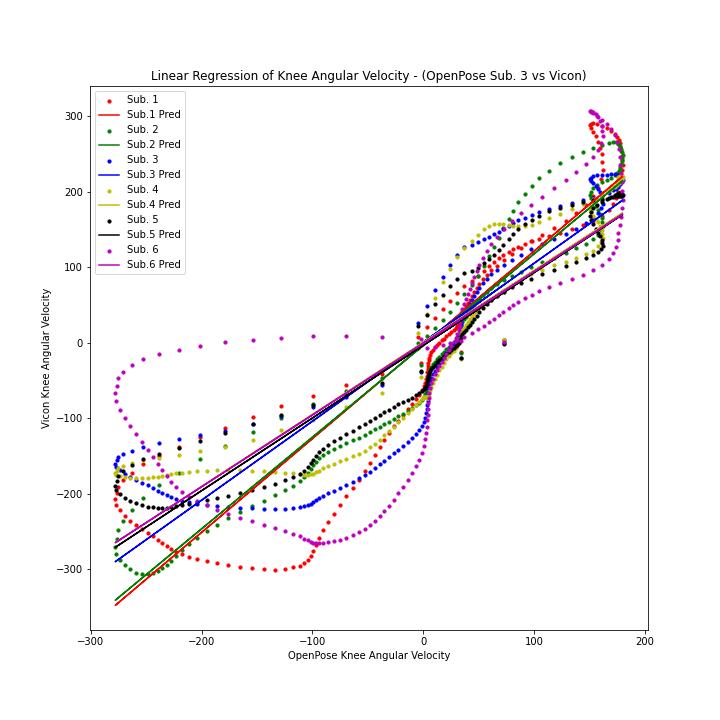 Linear Regression of Knee Angular Velocity - (OpenPose Sub. 3 vs Vicon)
Sub. 1
Sub.1 Pred
Sub. 2
Sub.2 Pred
Sub. 3
Sub.3 Pred
Sub. 4
Sub.4 Pred
Sub. 5
Sub.5 Pred
Sub. 6
Sub.6 Pred
300
200
100
0
−100
−200
−300
Vicon Knee Angular Velocity
−300 −200 −100 0 100 200
OpenPose Knee Angular Velocity